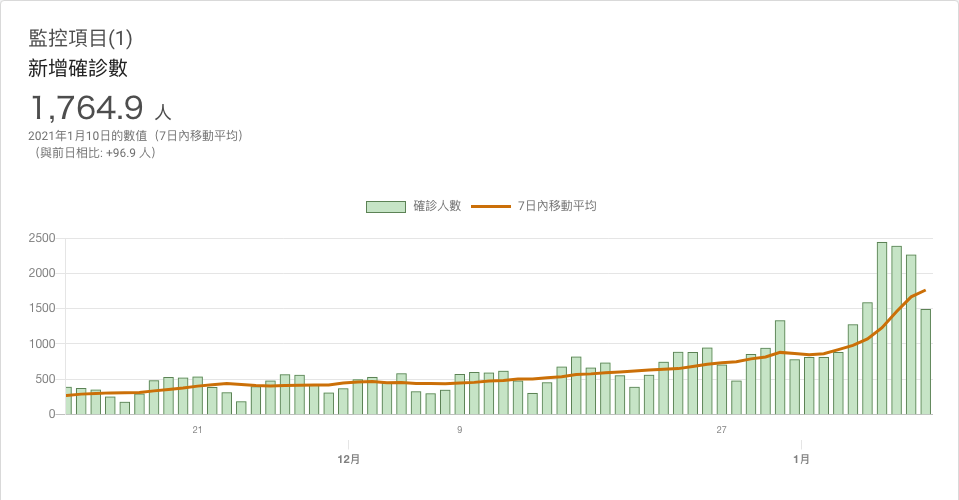 監控項目(1)
新增確診數
1,764.9 人
2021年1月10日的數值（7日內移動平均）
（與前日相比: +96.9 人）
確診人數 7日內移動平均
2500
2000
1500
1000
500
0
21 9 27
12月 1月